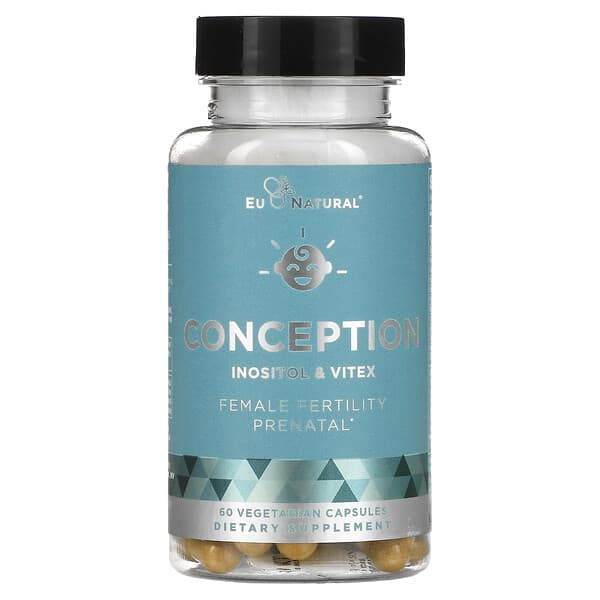 Eu Natural®
CONCEPTION
INOSITOL & VITEX
FEMALE FERTILITY
PRENATAL*
60 VEGETARIAN CAPSULES
DIETARY SUPPLEMENT